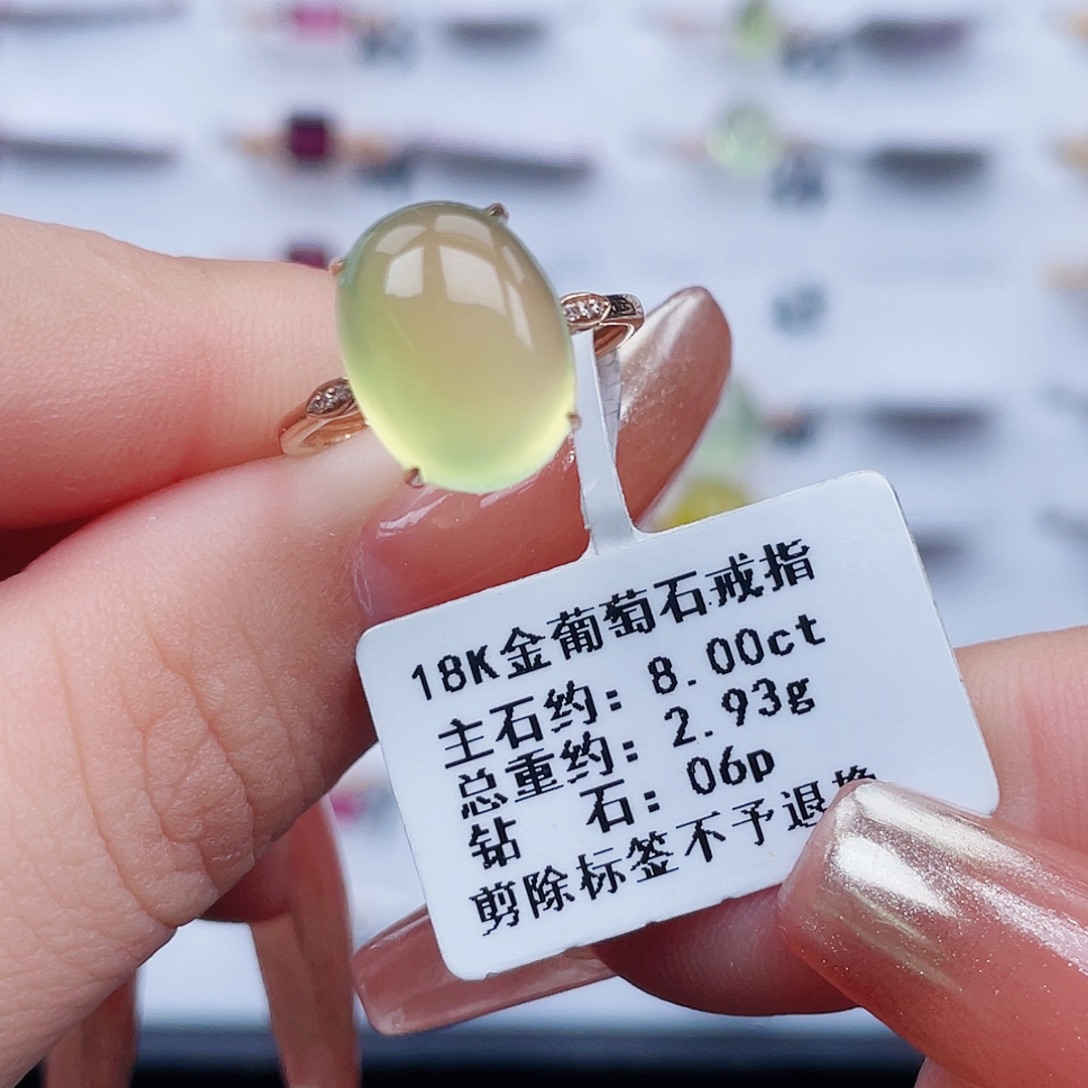 18K金葡萄石戒指
主石约: 8.00ct
总重约: 2.93g
钻 石: 06p
剪除标签不予退换